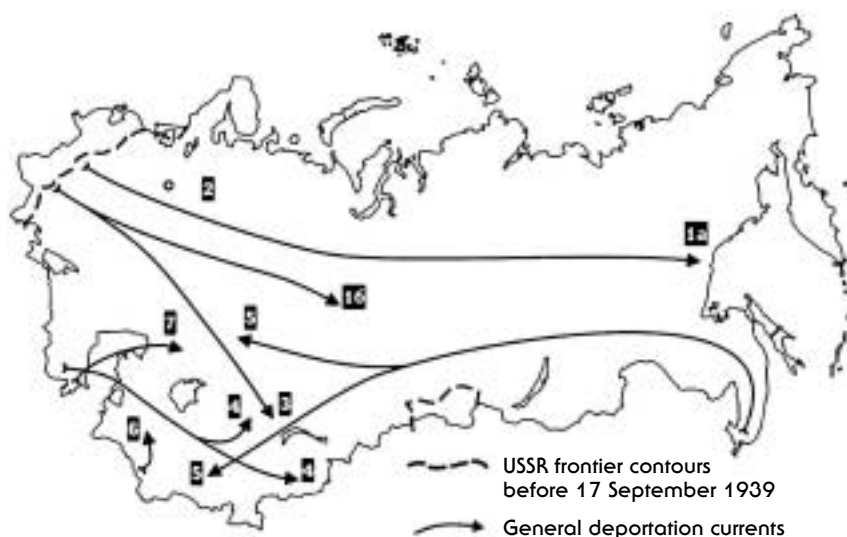 2
1a
1б
7
5
4
3
6
5
4
USSR frontier contours
before 17 September 1939
General deportation currents